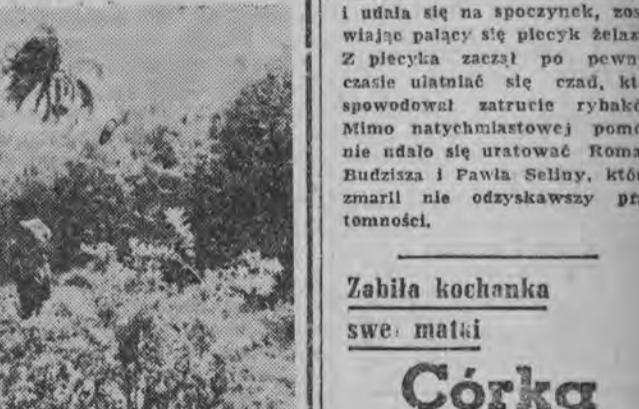 i udała się na spoczynek, zos
wiając palący się piecyk żelaz
Z piecyka zaczął po pewn
czasie ulatniać się czad, kt
spowodował zatrucie rybakó
Mimo natychmiastowej pomo
nie udało się uratować Roma
Budzisza i Pawła Seliny, któ
zmarli nie odzyskawszy prz
tomności.
Zabiła kochanka
swej matki
Córka